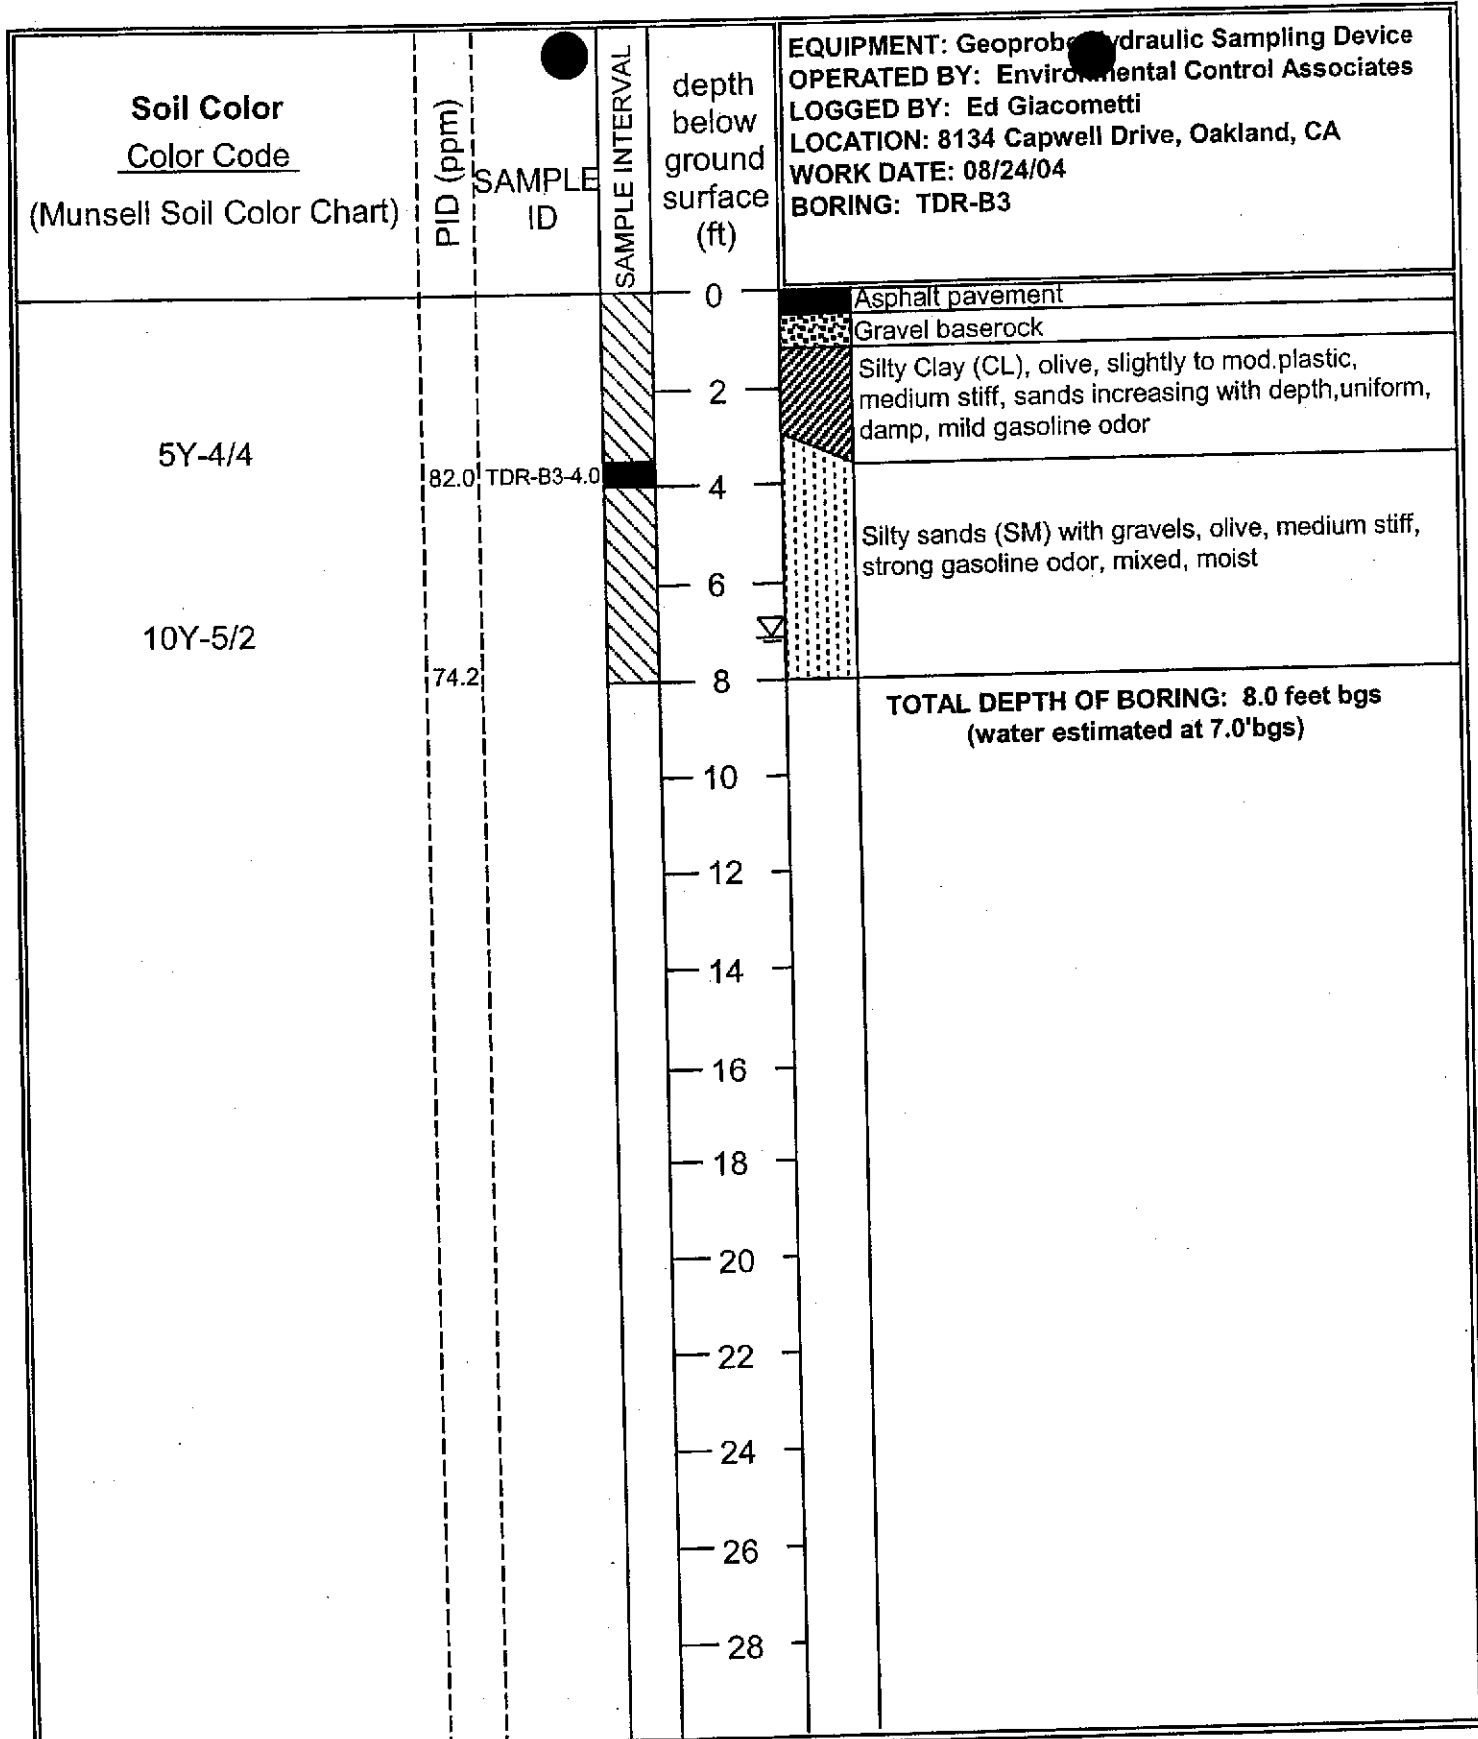 Soil Color
Color Code
(Munsell Soil Color Chart)
PID (ppm)
SAMPLE
ID
SAMPLE INTERVAL
depth
below
ground
surface
(ft)
EQUIPMENT: Geoprobe Hydraulic Sampling Device
OPERATED BY: Environmental Control Associates
LOGGED BY: Ed Giacometti
LOCATION: 8134 Capwell Drive, Oakland, CA
WORK DATE: 08/24/04
BORING: TDR-B3
0
Asphalt pavement
Gravel baserock
2
Silty Clay (CL), olive, slightly to mod.plastic,
medium stiff, sands increasing with depth,uniform,
damp, mild gasoline odor
5Y-4/4
82.0
TDR-B3-4.0
4
Silty sands (SM) with gravels, olive, medium stiff,
strong gasoline odor, mixed, moist
6
10Y-5/2
74.2
8
TOTAL DEPTH OF BORING: 8.0 feet bgs
(water estimated at 7.0'bgs)
10
12
14
16
18
20
22
24
26
28